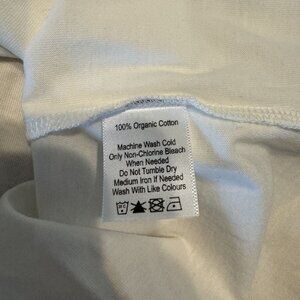 100% Organic Cotton
Machine Wash Cold
Only Non-Chlorine Bleach
When Needed
Do Not Tumble Dry
Medium Iron If Needed
Wash With Like Colours